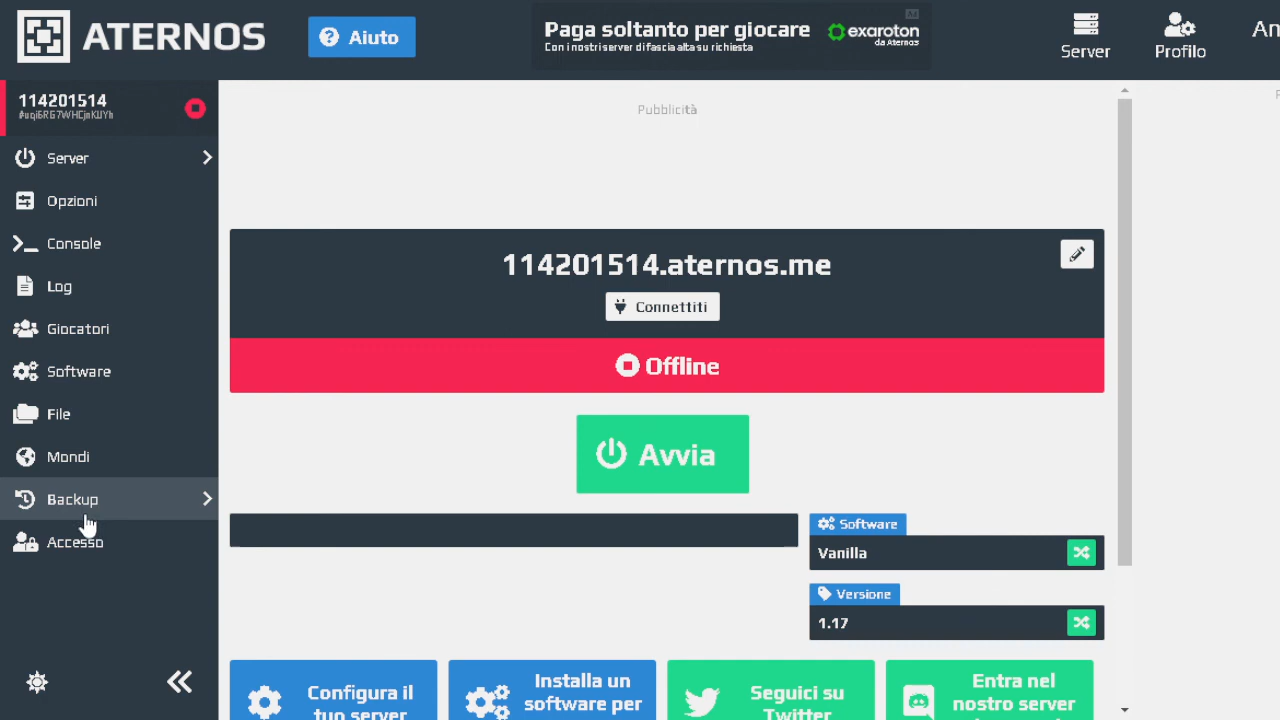 ATERNOS
Aiuto
Paga soltanto per giocare
Con i nostri server di fascia alta su richiesta
Ad
exaroton
da Aternos
Server
Profilo
An
114201514
Server
Opzioni
Console
Log
Giocatori
Software
File
Mondi
Backup
Accesso
Pubblicità
114201514.aternos.me
Connettiti
Offline
Avvia
Software
Vanilla
Versione
1.17
Configura il
tuo server
Installa un
software per
Seguici su
Twitter
Entra nel
nostro server